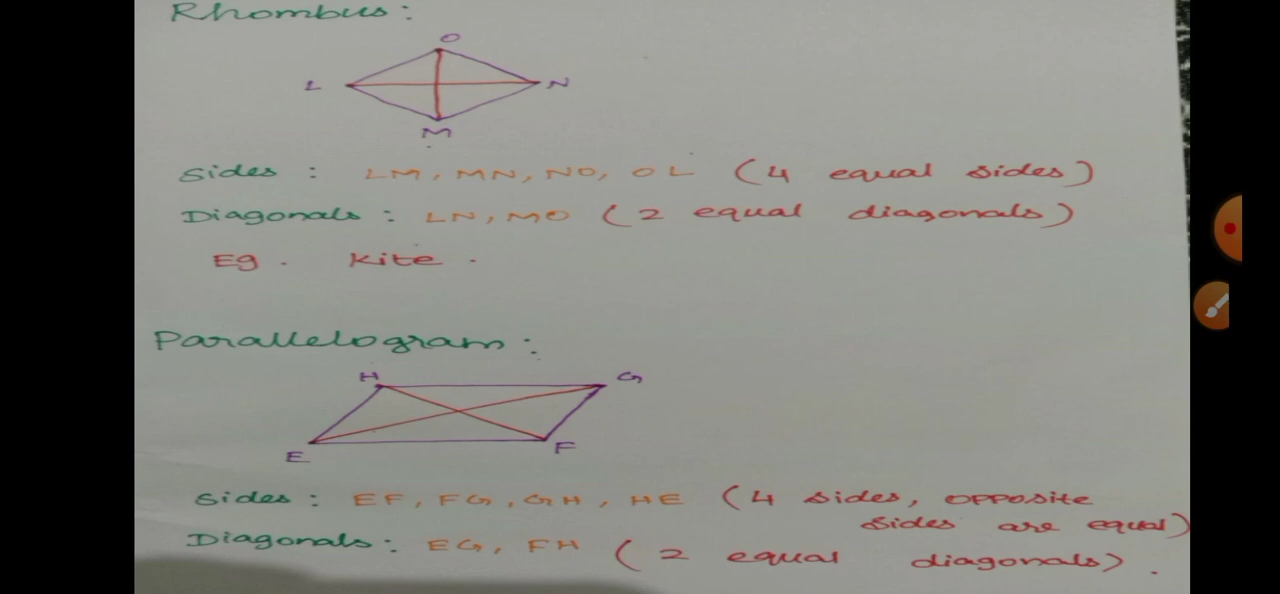 Rhombus:
O
L
N
M
Sides : LM, MN, NO, OL (4 equal sides)
Diagonals : LN, MO (2 equal diagonals)
Eg. Kite.
Parallelogram:
H
G
E
F
Sides : EF, FG, GH, HE (4 sides, opposite
sides are equal)
Diagonals: EG, FH (2 equal diagonals).